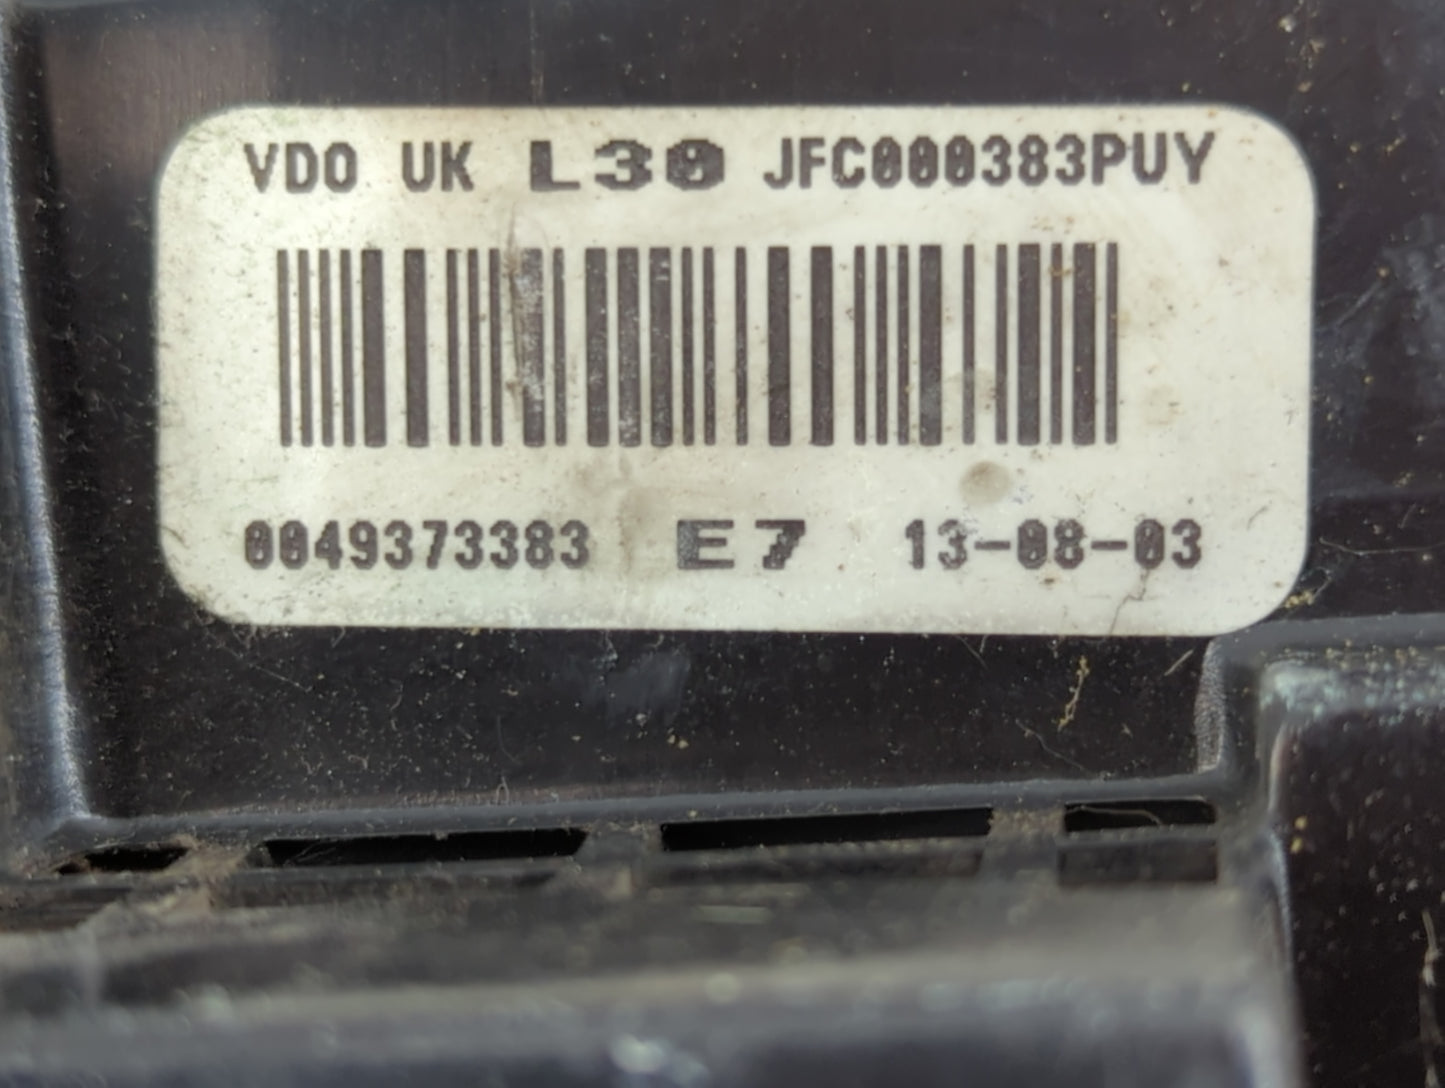 VDO UK L30 JFC000383PUY
0049373383 E7 13-08-03